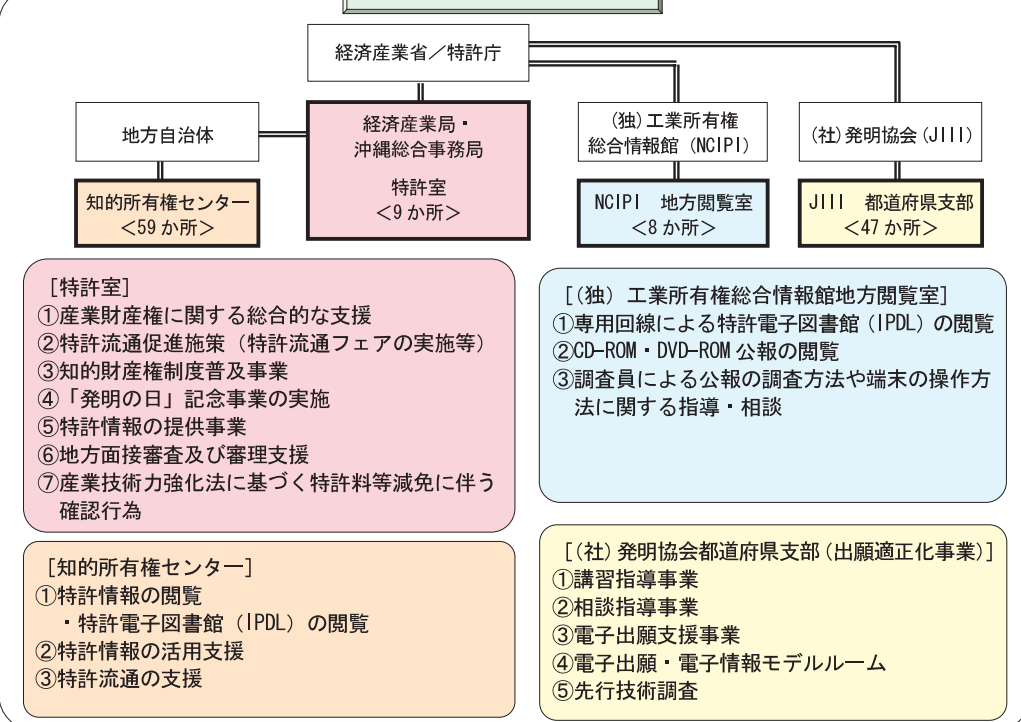 経済産業省／特許庁
地方自治体
経済産業局・
沖縄総合事務局
特許室
<9か所>
(独)工業所有権
総合情報館（NCIPI）
(社)発明協会(JIII)
知的所有権センター
<59か所>
NCIPI 地方閲覧室
<8か所>
JIII 都道府県支部
<47か所>
[特許室]
①産業財産権に関する総合的な支援
②特許流通促進施策（特許流通フェアの実施等）
③知的財産権制度普及事業
④「発明の日」記念事業の実施
⑤特許情報の提供事業
⑥地方面接審査及び審理支援
⑦産業技術力強化法に基づく特許料等減免に伴う
確認行為
[(独) 工業所有権総合情報館地方閲覧室]
①専用回線による特許電子図書館（IPDL）の閲覧
②CD-ROM・DVD-ROM公報の閲覧
③調査員による公報の調査方法や端末の操作方
法に関する指導・相談
[知的所有権センター]
①特許情報の閲覧
・特許電子図書館（IPDL）の閲覧
②特許情報の活用支援
③特許流通の支援
[(社)発明協会都道府県支部(出願適正化事業)]
①講習指導事業
②相談指導事業
③電子出願支援事業
④電子出願・電子情報モデルルーム
⑤先行技術調査